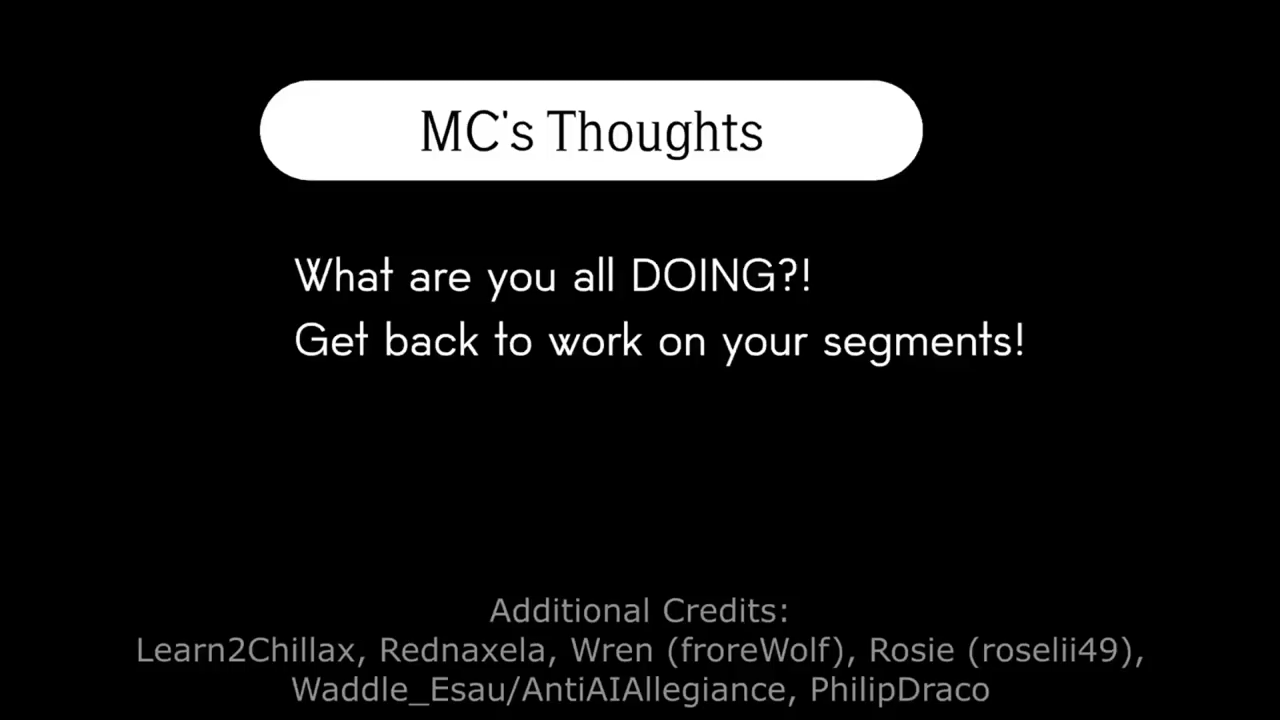 MC's Thoughts
What are you all DOING?!
Get back to work on your segments!
Additional Credits:
Learn2Chillax, Rednaxela, Wren (froreWolf), Rosie (roselii49),
Waddle_Esau/AntiAIAllegiance, PhilipDraco